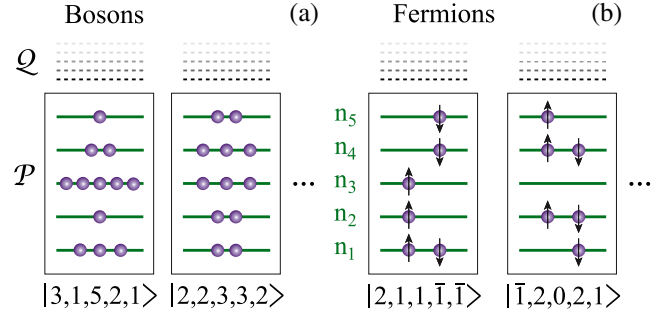 Bosons (a) Fermions (b)
𝒬
n₅
n₄
𝒫 n₃ ... ...
n₂
n₁
|3,1,5,2,1⟩ |2,2,3,3,2⟩ |2,1,1,1̅,1̅⟩ |1̅,2,0,2,1⟩